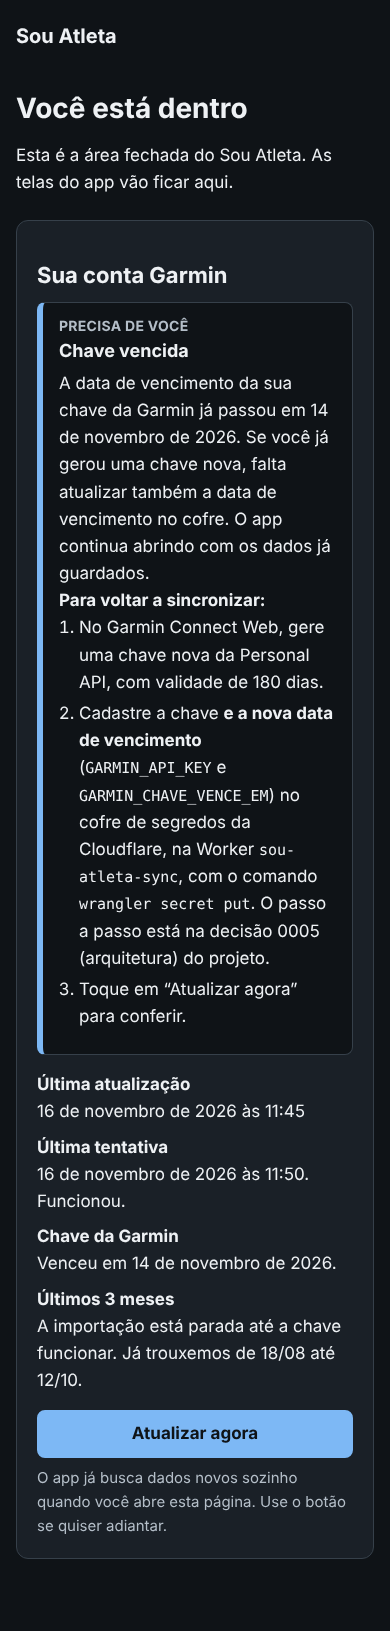 Sou Atleta
Você está dentro
Esta é a área fechada do Sou Atleta. As
telas do app vão ficar aqui.
Sua conta Garmin
PRECISA DE VOCÊ
Chave vencida
A data de vencimento da sua
chave da Garmin já passou em 14
de novembro de 2026. Se você já
gerou uma chave nova, falta
atualizar também a data de
vencimento no cofre. O app
continua abrindo com os dados já
guardados.
Para voltar a sincronizar:
1. No Garmin Connect Web, gere
uma chave nova da Personal
API, com validade de 180 dias.
2. Cadastre a chave e a nova data
de vencimento
(GARMIN_API_KEY e
GARMIN_CHAVE_VENCE_EM) no
cofre de segredos da
Cloudflare, na Worker sou-
atleta-sync, com o comando
wrangler secret put. O passo
a passo está na decisão 0005
(arquitetura) do projeto.
3. Toque em “Atualizar agora”
para conferir.
Última atualização
16 de novembro de 2026 às 11:45
Última tentativa
16 de novembro de 2026 às 11:50.
Funcionou.
Chave da Garmin
Venceu em 14 de novembro de 2026.
Últimos 3 meses
A importação está parada até a chave
funcionar. Já trouxemos de 18/08 até
12/10.
Atualizar agora
O app já busca dados novos sozinho
quando você abre esta página. Use o botão
se quiser adiantar.